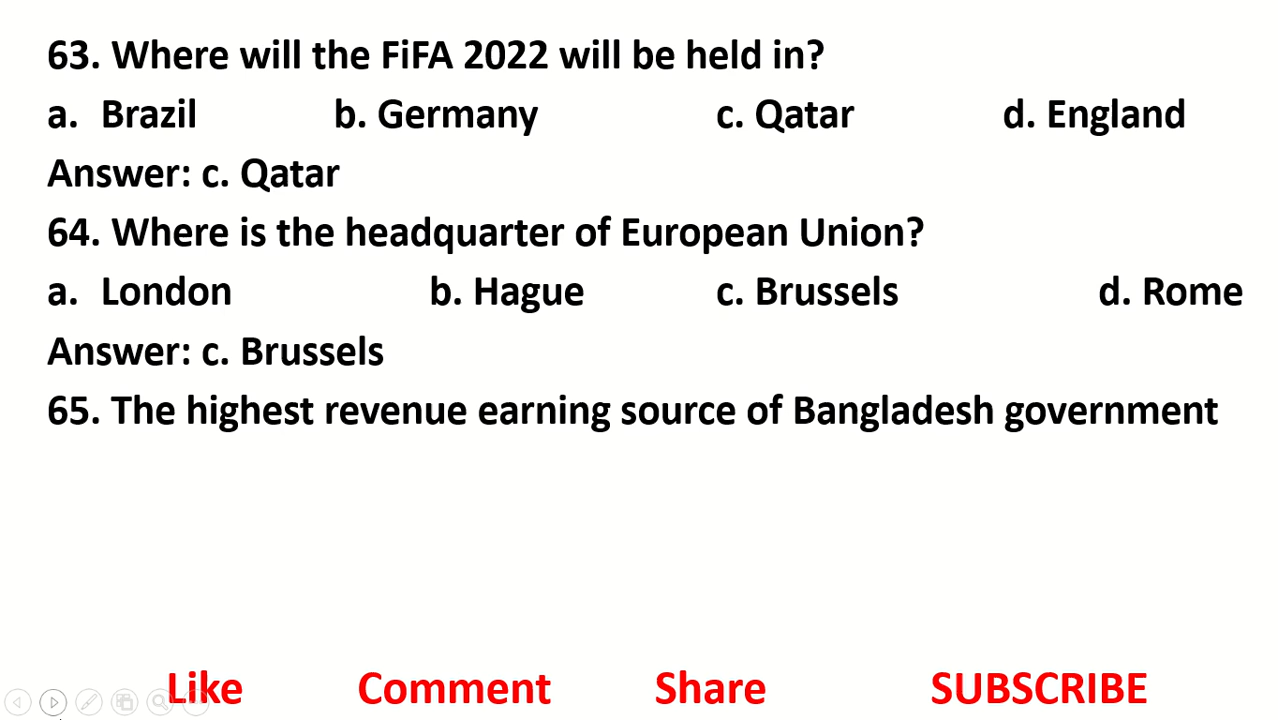 63. Where will the FiFA 2022 will be held in?
a. Brazil b. Germany c. Qatar d. England
Answer: c. Qatar
64. Where is the headquarter of European Union?
a. London b. Hague c. Brussels d. Rome
Answer: c. Brussels
65. The highest revenue earning source of Bangladesh government
Like Comment Share SUBSCRIBE